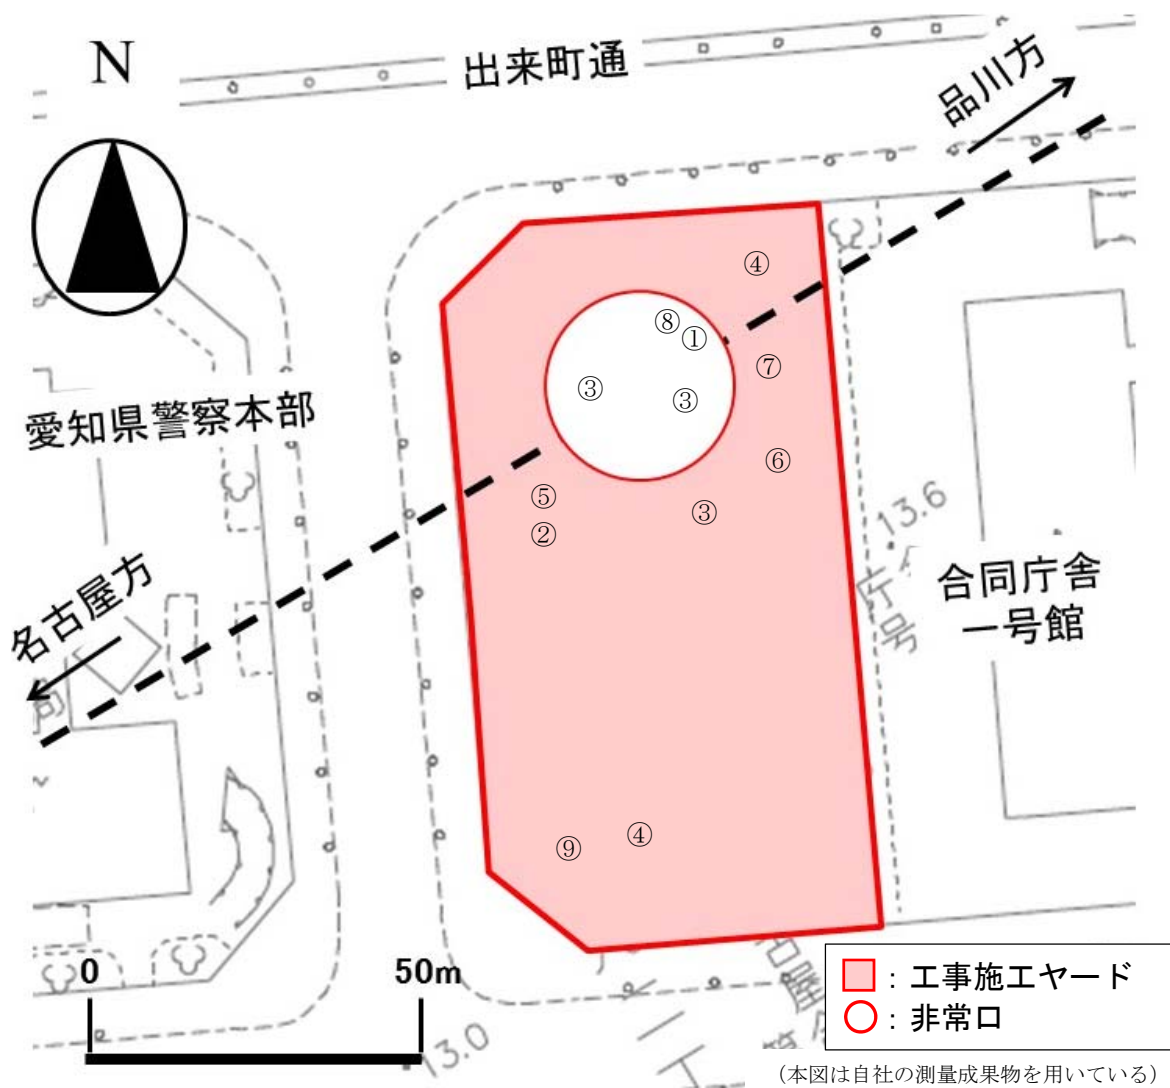 N
出来町通
品川方
④
⑧
①
⑦
③
③
愛知県警察本部
⑥
⑤
③
②
13.6
合同庁舎
一号館
庁
号
名古屋方
⑨
④
0
50m
13.0
：工事施工ヤード
：非常口
（本図は自社の測量成果物を用いている）